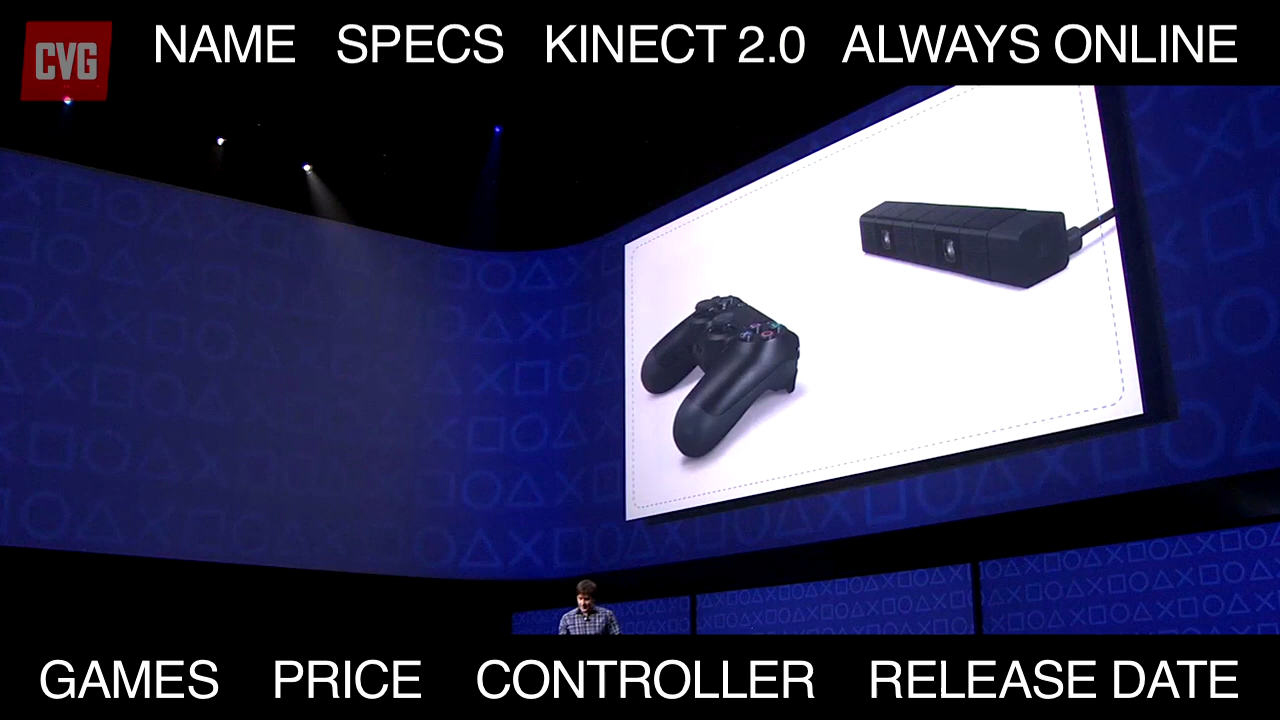 CVG
NAME SPECS KINECT 2.0 ALWAYS ONLINE
GAMES PRICE CONTROLLER RELEASE DATE